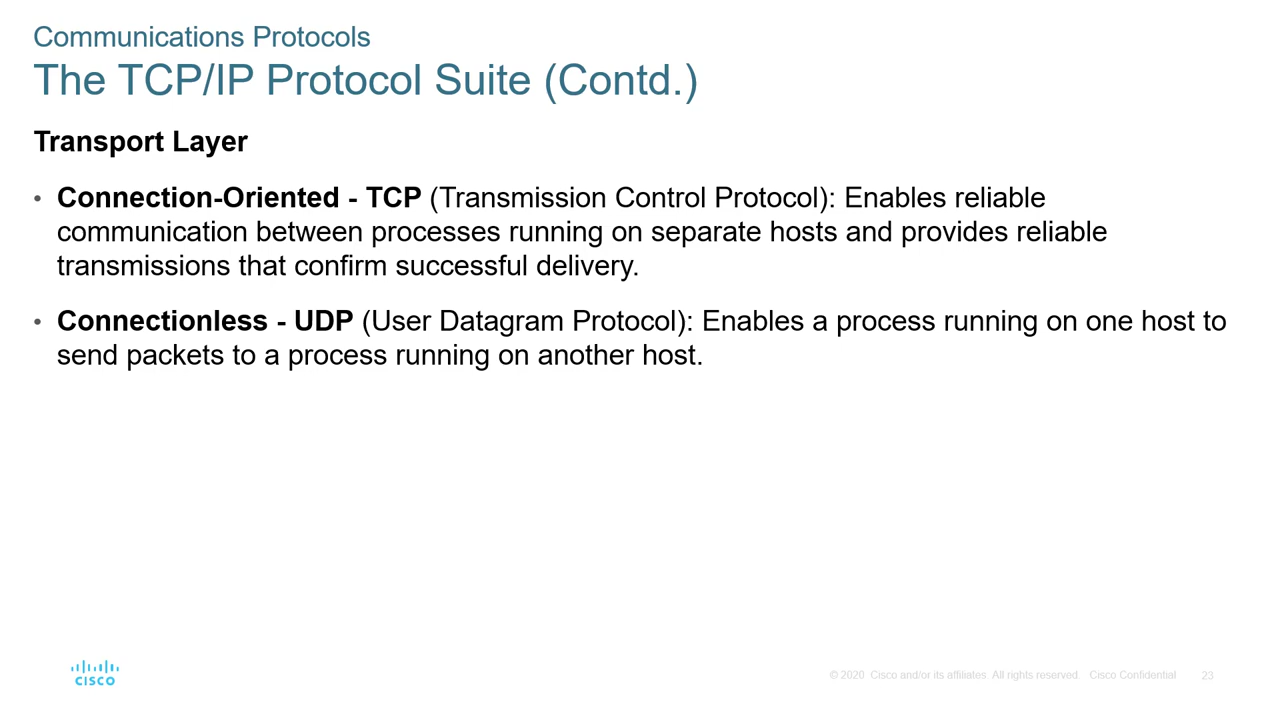 Communications Protocols
The TCP/IP Protocol Suite (Contd.)
Transport Layer
• Connection-Oriented - TCP (Transmission Control Protocol): Enables reliable
communication between processes running on separate hosts and provides reliable
transmissions that confirm successful delivery.
• Connectionless - UDP (User Datagram Protocol): Enables a process running on one host to
send packets to a process running on another host.
CISCO
© 2020 Cisco and/or its affiliates. All rights reserved. Cisco Confidential 23